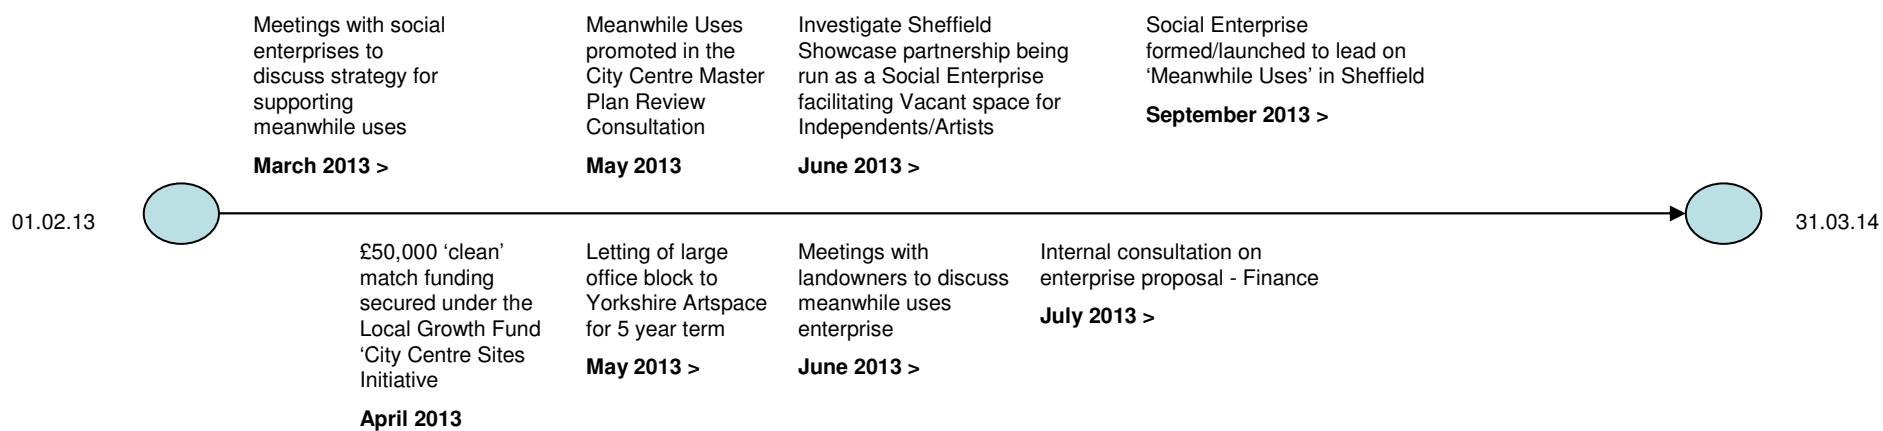 Meetings with social
enterprises to
discuss strategy for
supporting
meanwhile uses
March 2013 >
Meanwhile Uses
promoted in the
City Centre Master
Plan Review
Consultation
May 2013
Investigate Sheffield
Showcase partnership being
run as a Social Enterprise
facilitating Vacant space for
Independents/Artists
June 2013 >
Social Enterprise
formed/launched to lead on
‘Meanwhile Uses’ in Sheffield
September 2013 >
01.02.13
31.03.14
£50,000 ‘clean’
match funding
secured under the
Local Growth Fund
‘City Centre Sites
Initiative
April 2013
Letting of large
office block to
Yorkshire Artspace
for 5 year term
May 2013 >
Meetings with
landowners to discuss
meanwhile uses
enterprise
June 2013 >
Internal consultation on
enterprise proposal - Finance
July 2013 >